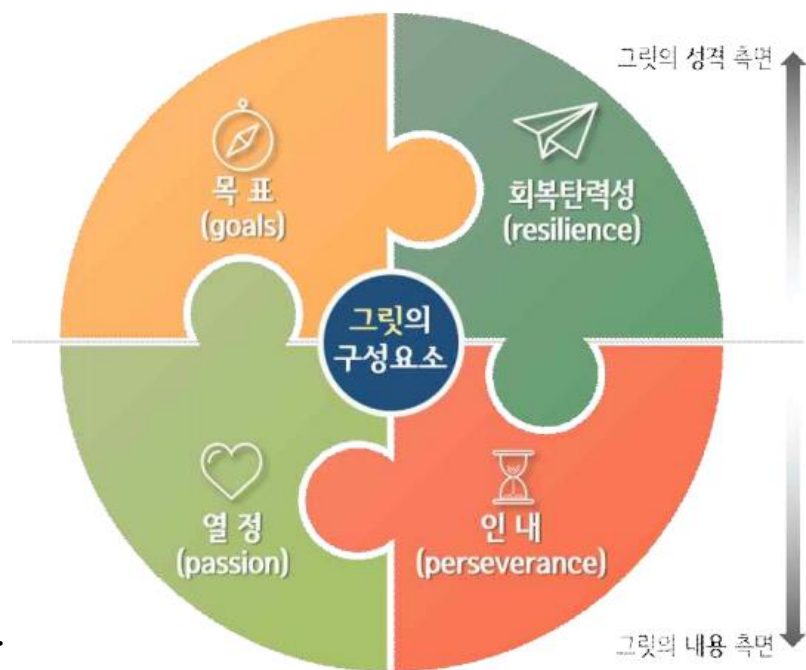 그릿의 성격 측면
목 표
(goals)
회복탄력성
(resilience)
그릿의
구성요소
열 정
(passion)
인 내
(perseverance)
그릿의 내용 측면
.